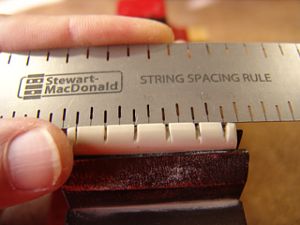 Stewart-
MacDonald
STRING SPACING RULE